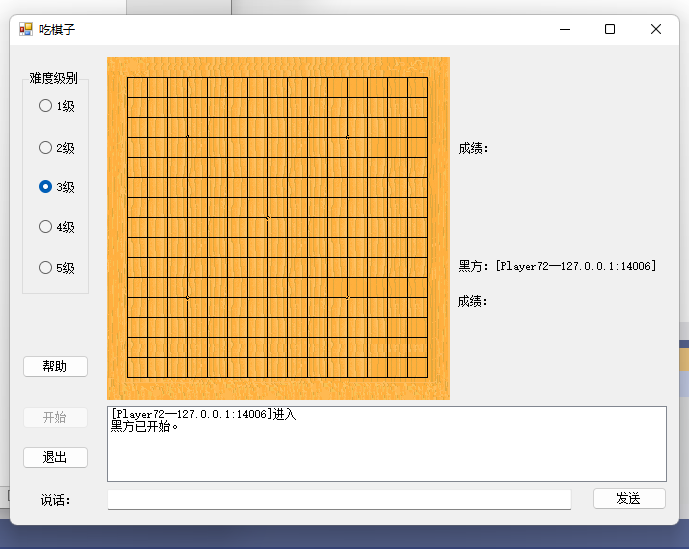 吃棋子
难度级别
1级
2级
3级
4级
5级
成绩：
黑方：[Player72--127.0.0.1:14006]
成绩：
帮助
开始
退出
[Player72--127.0.0.1:14006]进入
黑方已开始。
说话：
发送